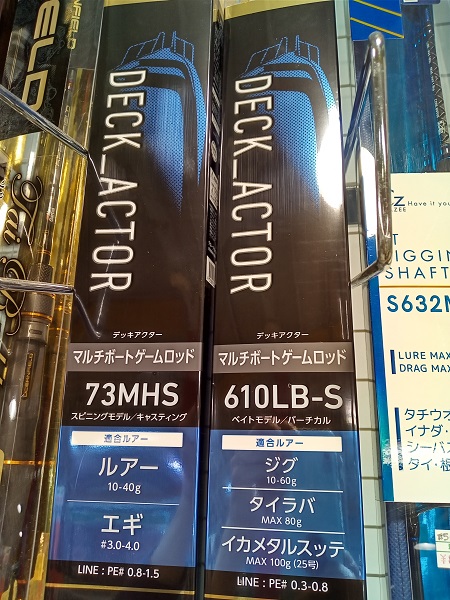 DECK_ACTOR
デッキアクター
マルチボートゲームロッド
73MHS
スピニングモデル/キャスティング
適合ルアー
ルアー
10-40g
エギ
#3.0-4.0
LINE : PE# 0.8-1.5
DECK_ACTOR
デッキアクター
マルチボートゲームロッド
610LB-S
ベイトモデル/バーチカル
適合ルアー
ジグ
10-60g
タイラバ
MAX 80g
イカメタルスッテ
MAX 100g (25号)
LINE : PE# 0.3-0.8
Have it you
ZEE
IGGIN
SHAFT
S632M
LURE MAX
DRAG MAX
タチウオ
イナダ・
シーバス
タイ・根